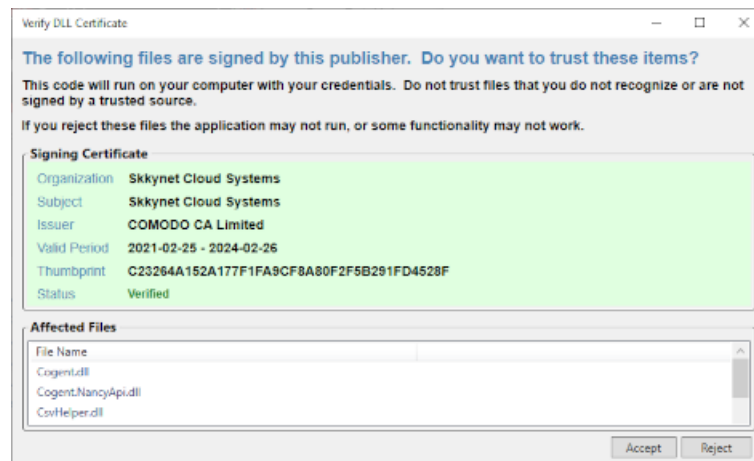 Verify DLL Certificate
The following files are signed by this publisher. Do you want to trust these items?
This code will run on your computer with your credentials. Do not trust files that you do not recognize or are not
signed by a trusted source.
If you reject these files the application may not run, or some functionality may not work.
Signing Certificate
Organization Skkynet Cloud Systems
Subject Skkynet Cloud Systems
Issuer COMODO CA Limited
Valid Period 2021-02-25 - 2024-02-26
Thumbprint C23264A152A177F1FA9CF8A80F2F5B291FD4528F
Status Verified
Affected Files
File Name
Cogent.dll
Cogent.NancyApi.dll
CsvHelper.dll
Accept Reject